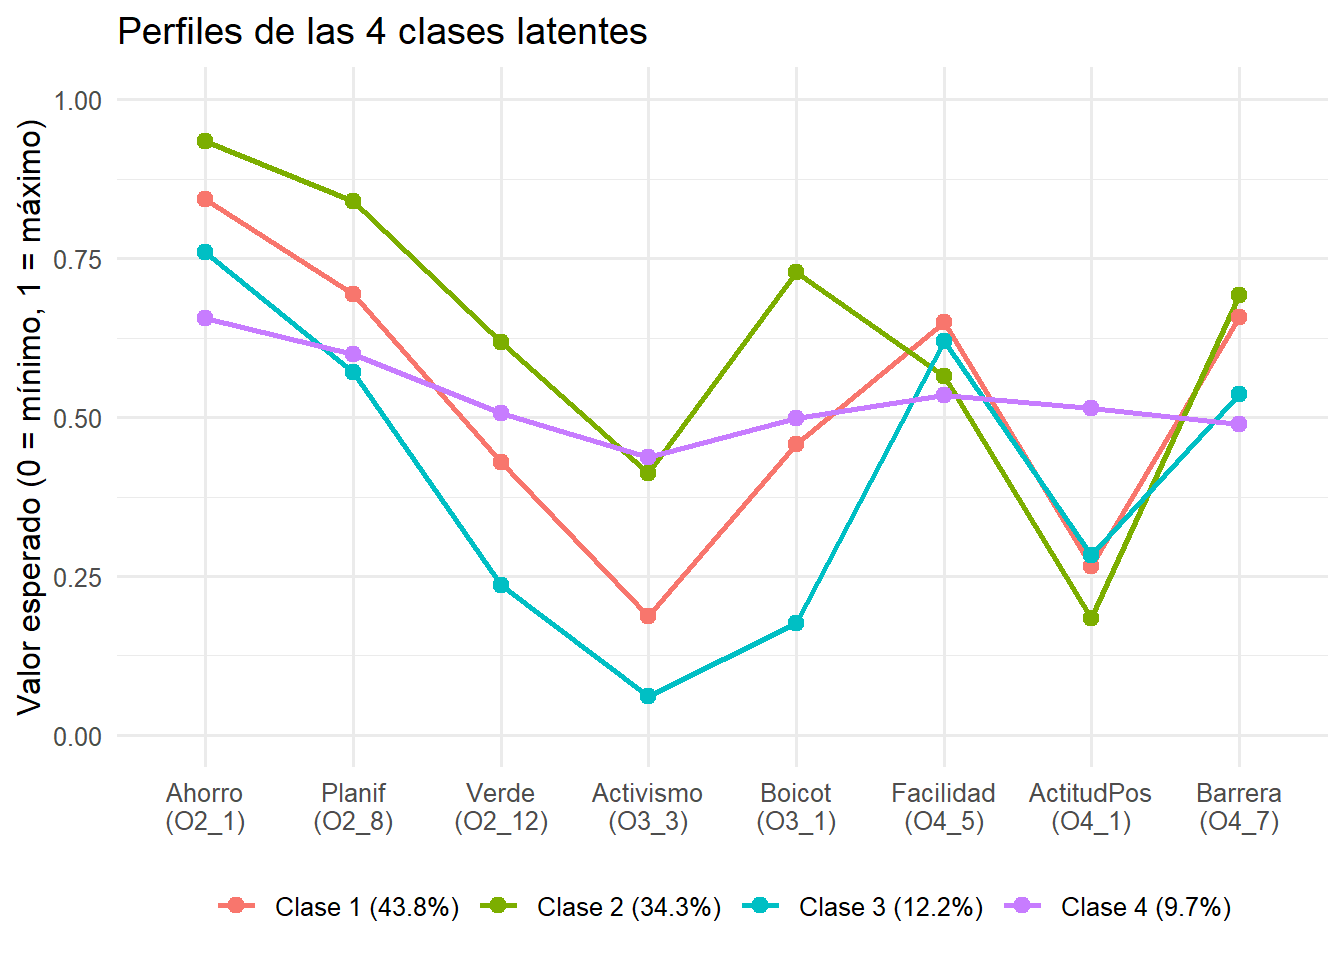 Perfiles de las 4 clases latentes
Valor esperado (0 = mínimo, 1 = máximo)
1.00
0.75
0.50
0.25
0.00
Ahorro Planif Verde Activismo Boicot Facilidad ActitudPos Barrera
(O2_1) (O2_8) (O2_12) (O3_3) (O3_1) (O4_5) (O4_1) (O4_7)
Clase 1 (43.8%) Clase 2 (34.3%) Clase 3 (12.2%) Clase 4 (9.7%)